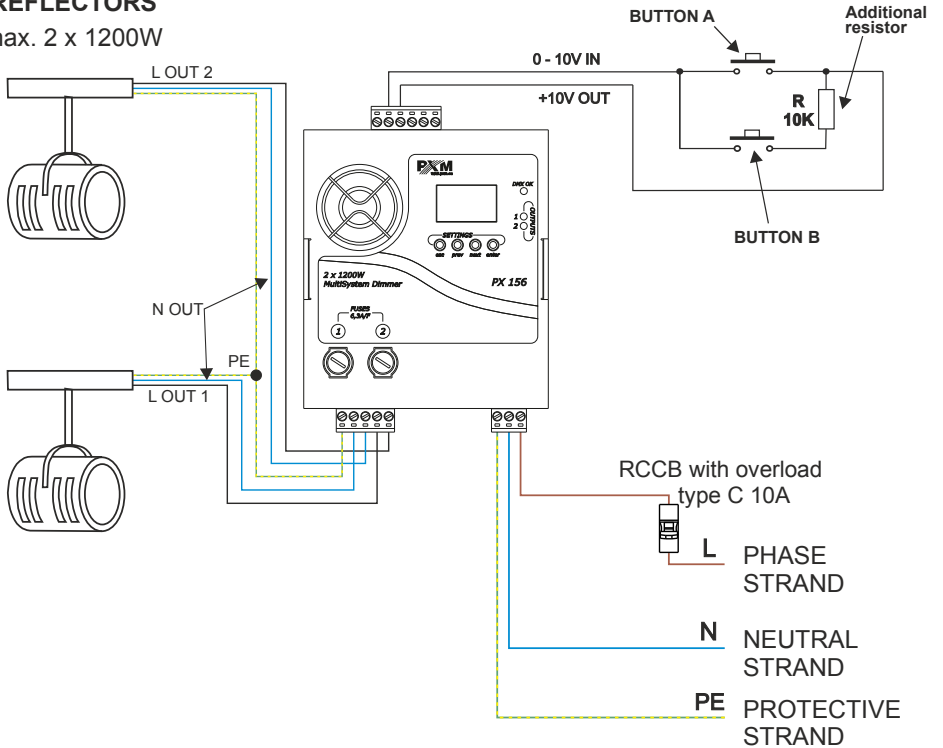 REFLECTORS
max. 2 x 1200W
L OUT 2
N OUT
PE
L OUT 1
0 - 10V IN
+10V OUT
BUTTON A
Additional
resistor
R
10K
BUTTON B
PXM
DMX OK
1
2
OUTPUTS
SETTINGS
esc prev next enter
2 x 1200W
MultiSystem Dimmer
PX 156
FUSES
6,3A/F
1 2
RCCB with overload
type C 10A
L PHASE
STRAND
N NEUTRAL
STRAND
PE PROTECTIVE
STRAND